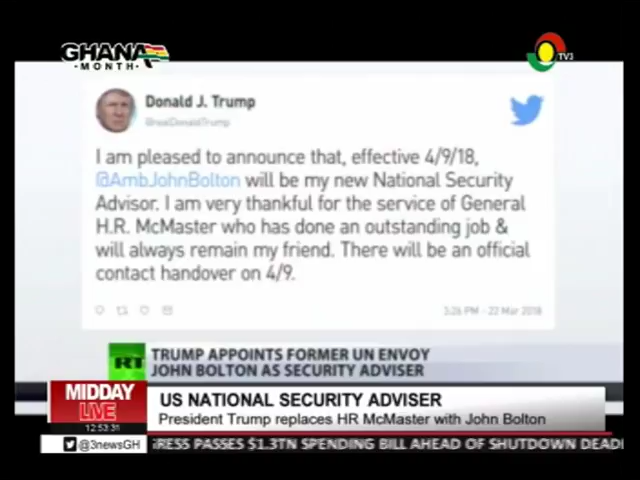 GHANA
• MONTH •
TV3
Donald J. Trump
@realDonaldTrump
I am pleased to announce that, effective 4/9/18,
@AmbJohnBolton will be my new National Security
Advisor. I am very thankful for the service of General
H.R. McMaster who has done an outstanding job &
will always remain my friend. There will be an official
contact handover on 4/9.
3:26 PM - 22 Mar 2018
RT
TRUMP APPOINTS FORMER UN ENVOY
JOHN BOLTON AS SECURITY ADVISER
MIDDAY
LIVE
12:53:31
US NATIONAL SECURITY ADVISER
President Trump replaces HR McMaster with John Bolton
@3newsGH
RESS PASSES $1.3TN SPENDING BILL AHEAD OF SHUTDOWN DEADL